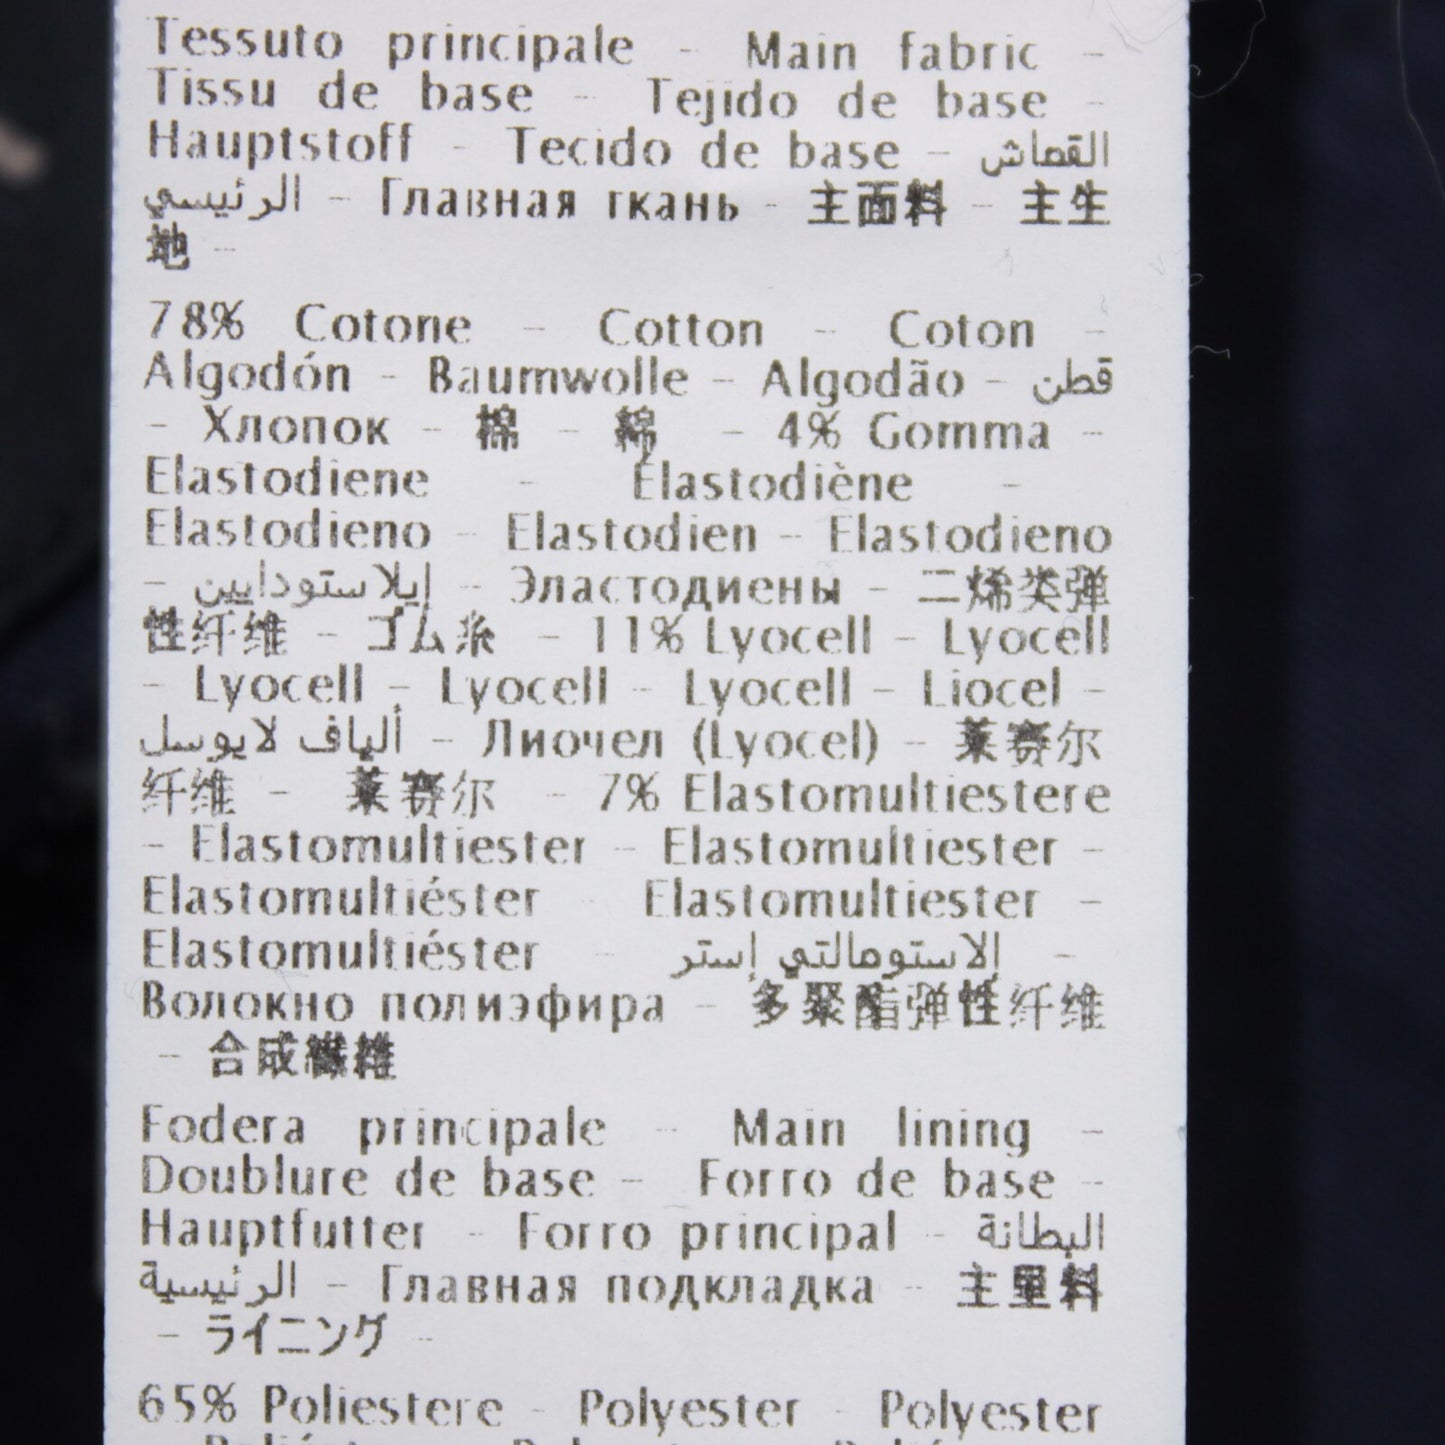 Tessuto principale - Main fabric -
Tissu de base - Tejido de base -
Hauptstoff - Tecido de base - القماش
الرئيسي - Главная ткань - 主面料 - 主生
地 -
78% Cotone - Cotton - Coton -
Algodón - Baumwolle - Algodão - قطن
- Хлопок - 棉 - 綿 - 4% Gomma -
Elastodiene - Élastodiène -
Elastodieno - Elastodien - Elastodieno
- إيلاستودايين - Эластодиены - 二烯类弹
性纤维 - ゴム糸 - 11% Lyocell - Lyocell
- Lyocell - Lyocell - Lyocell - Liocel -
ألياف لايوسل - Лиочел (Lyocel) - 莱赛尔
纤维 - 莱赛尔 - 7% Elastomultiestere
- Elastomultiester - Elastomultiester -
Elastomultiéster - Elastomultiester -
Elastomultiéster - إلاستومالتي إستر -
Волокно полиэфира - 多聚酯弹性纤维
- 合成繊維
Fodera principale - Main lining -
Doublure de base - Forro de base -
Hauptfutter - Forro principal - البطانة
الرئيسية - Главная подкладка - 主里料
- ライニング -
65% Poliestere - Polyester - Polyester